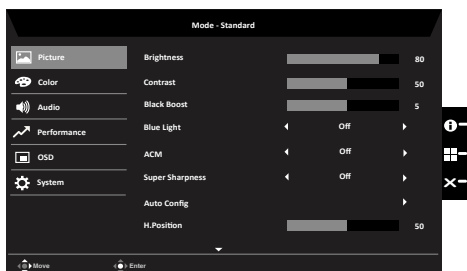 Mode - Standard
Picture
Color
Audio
Performance
OSD
System
Brightness 80
Contrast 50
Black Boost 5
Blue Light Off
ACM Off
Super Sharpness Off
Auto Config
H.Position 50
Move Enter